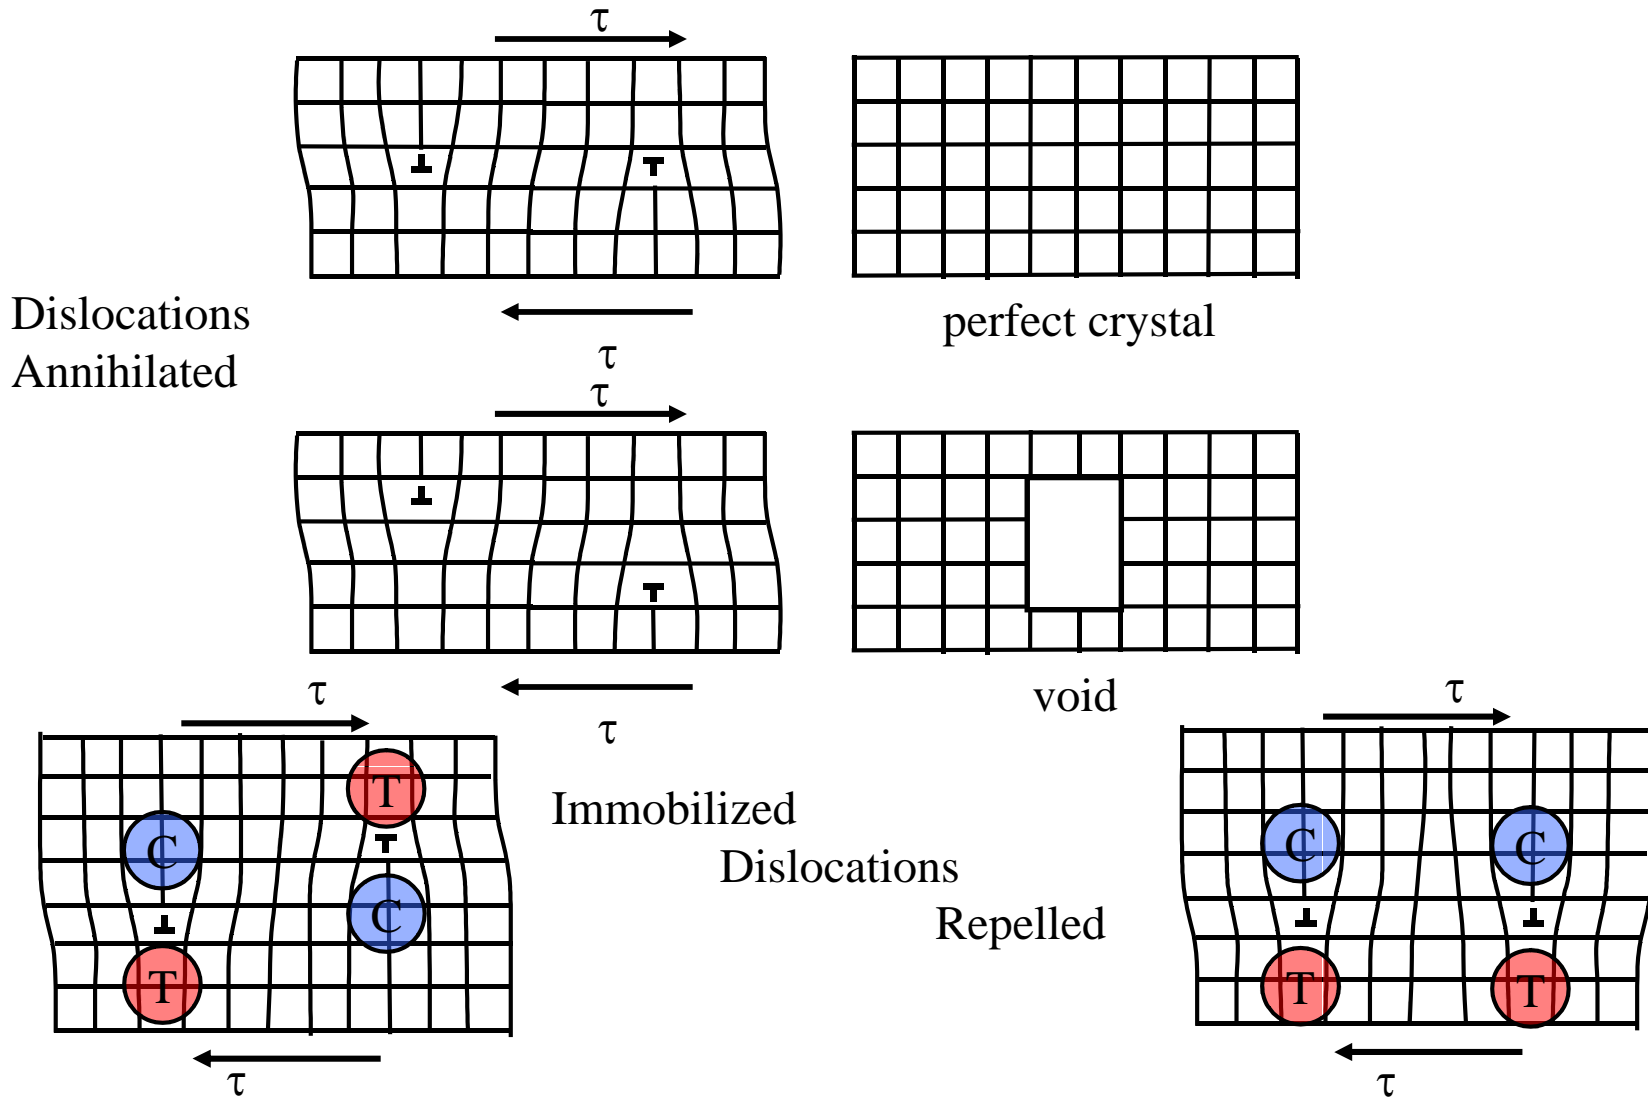 τ
Dislocations
Annihilated
τ
perfect crystal
τ
τ
void
τ
T
C
C
T
τ
Immobilized
Dislocations
Repelled
τ
C
C
T
T
τ